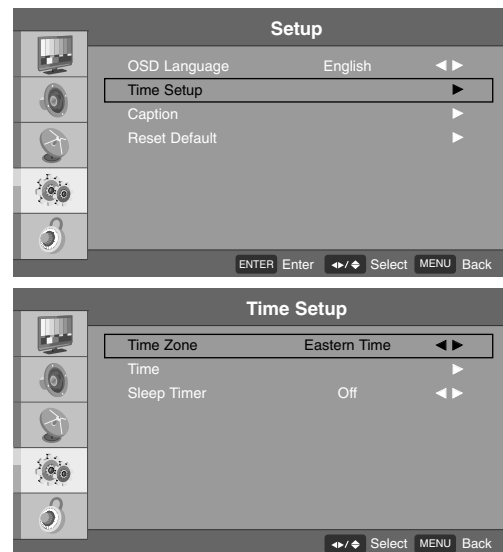 Setup
OSD Language English ◀ ▶
Time Setup ▶
Caption ▶
Reset Default ▶
ENTER Enter ◀▶/◆ Select MENU Back
Time Setup
Time Zone Eastern Time ◀ ▶
Time ▶
Sleep Timer Off ◀ ▶
◀▶/◆ Select MENU Back